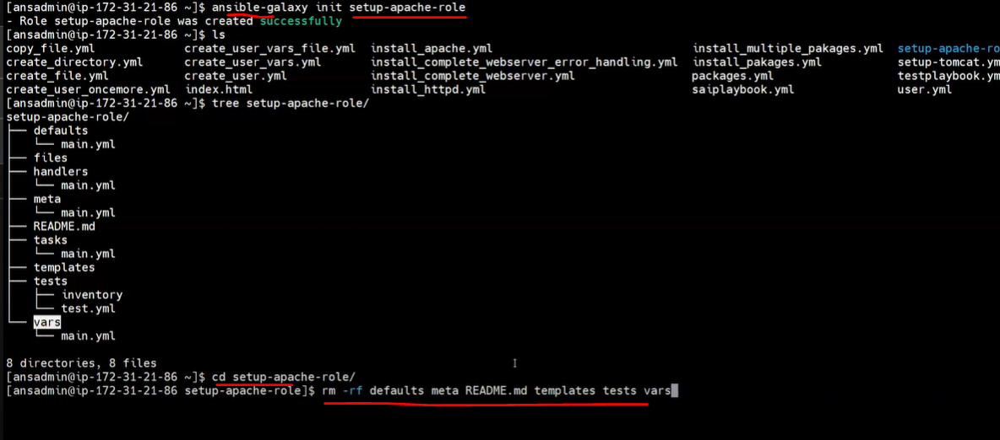 [ansadmin@ip-172-31-21-86 ~]$ ansible-galaxy init setup-apache-role
- Role setup-apache-role was created successfully
[ansadmin@ip-172-31-21-86 ~]$ ls
copy_file.yml create_user_vars_file.yml install_apache.yml install_multiple_pakages.yml setup-apache-ro
create_directory.yml create_user_vars.yml install_complete_webserver_error_handling.yml install_pakages.yml setup-tomcat.ym
create_file.yml create_user.yml install_complete_webserver.yml packages.yml testplaybook.ym
create_user_oncemore.yml index.html install_httpd.yml saiplaybook.yml user.yml
[ansadmin@ip-172-31-21-86 ~]$ tree setup-apache-role/
setup-apache-role/
├── defaults
│   └── main.yml
├── files
├── handlers
│   └── main.yml
├── meta
│   └── main.yml
├── README.md
├── tasks
│   └── main.yml
├── templates
├── tests
│   ├── inventory
│   └── test.yml
└── vars
    └── main.yml
8 directories, 8 files
[ansadmin@ip-172-31-21-86 ~]$ cd setup-apache-role/
[ansadmin@ip-172-31-21-86 setup-apache-role]$ rm -rf defaults meta README.md templates tests vars